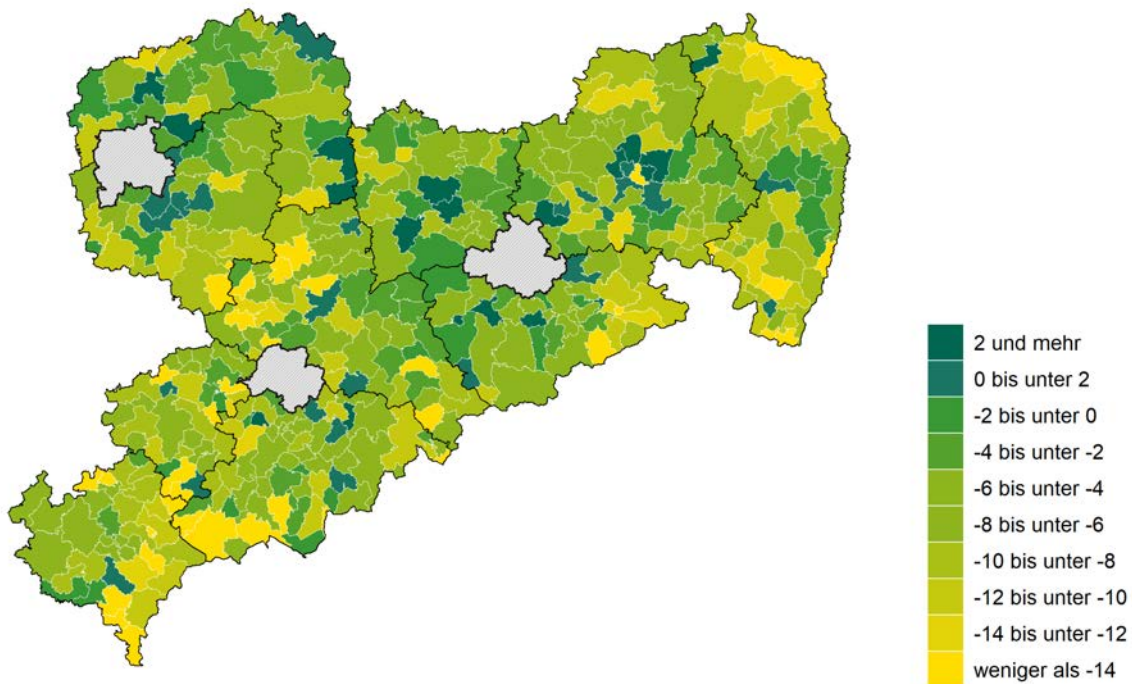 2 und mehr
0 bis unter 2
-2 bis unter 0
-4 bis unter -2
-6 bis unter -4
-8 bis unter -6
-10 bis unter -8
-12 bis unter -10
-14 bis unter -12
weniger als -14